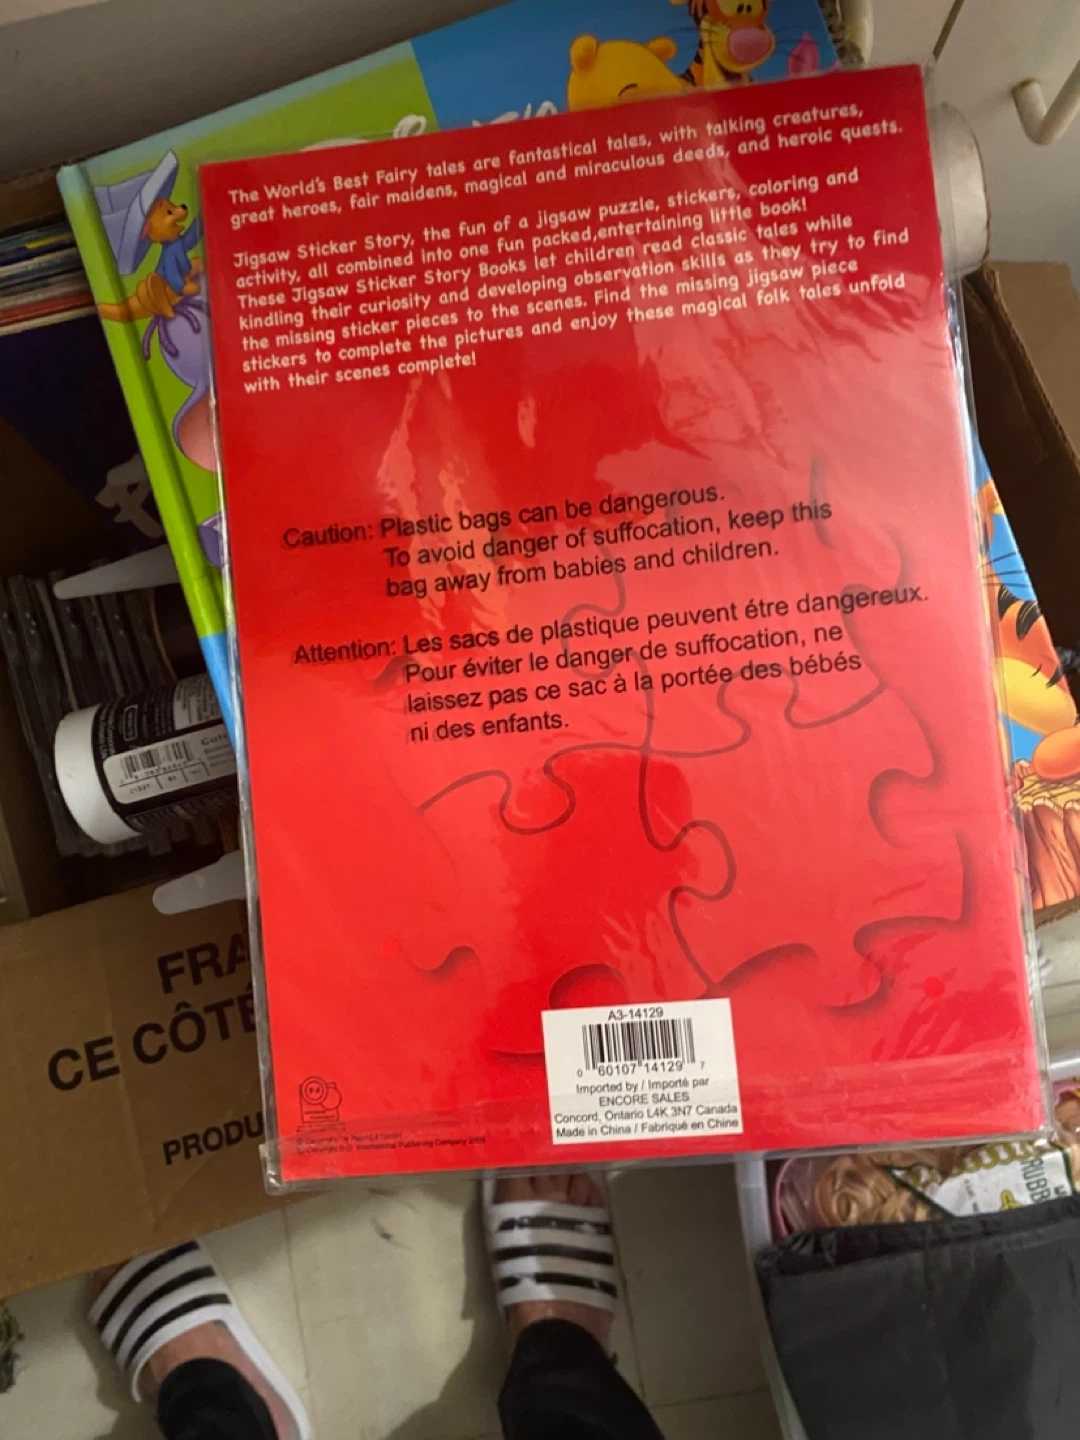 The World's Best Fairy tales are fantastical tales, with talking creatures,
great heroes, fair maidens, magical and miraculous deeds, and heroic quests.
Jigsaw Sticker Story, the fun of a jigsaw puzzle, stickers, coloring and
activity, all combined into one fun packed,entertaining little book!
These Jigsaw Sticker Story Books let children read classic tales while
kindling their curiosity and developing observation skills as they try to find
the missing sticker pieces to the scenes. Find the missing jigsaw piece
stickers to complete the pictures and enjoy these magical folk tales unfold
with their scenes complete!
Caution: Plastic bags can be dangerous.
To avoid danger of suffocation, keep this
bag away from babies and children.
Attention: Les sacs de plastique peuvent étre dangereux.
Pour éviter le danger de suffocation, ne
laissez pas ce sac à la portée des bébés
ni des enfants.
FRA
CE CÔTÉ
PRODU
A3-14129
0 60107 14129 7
Imported by / Importé par
ENCORE SALES
Concord, Ontario L4K 3N7 Canada
Made in China / Fabriqué en Chine
RUBB